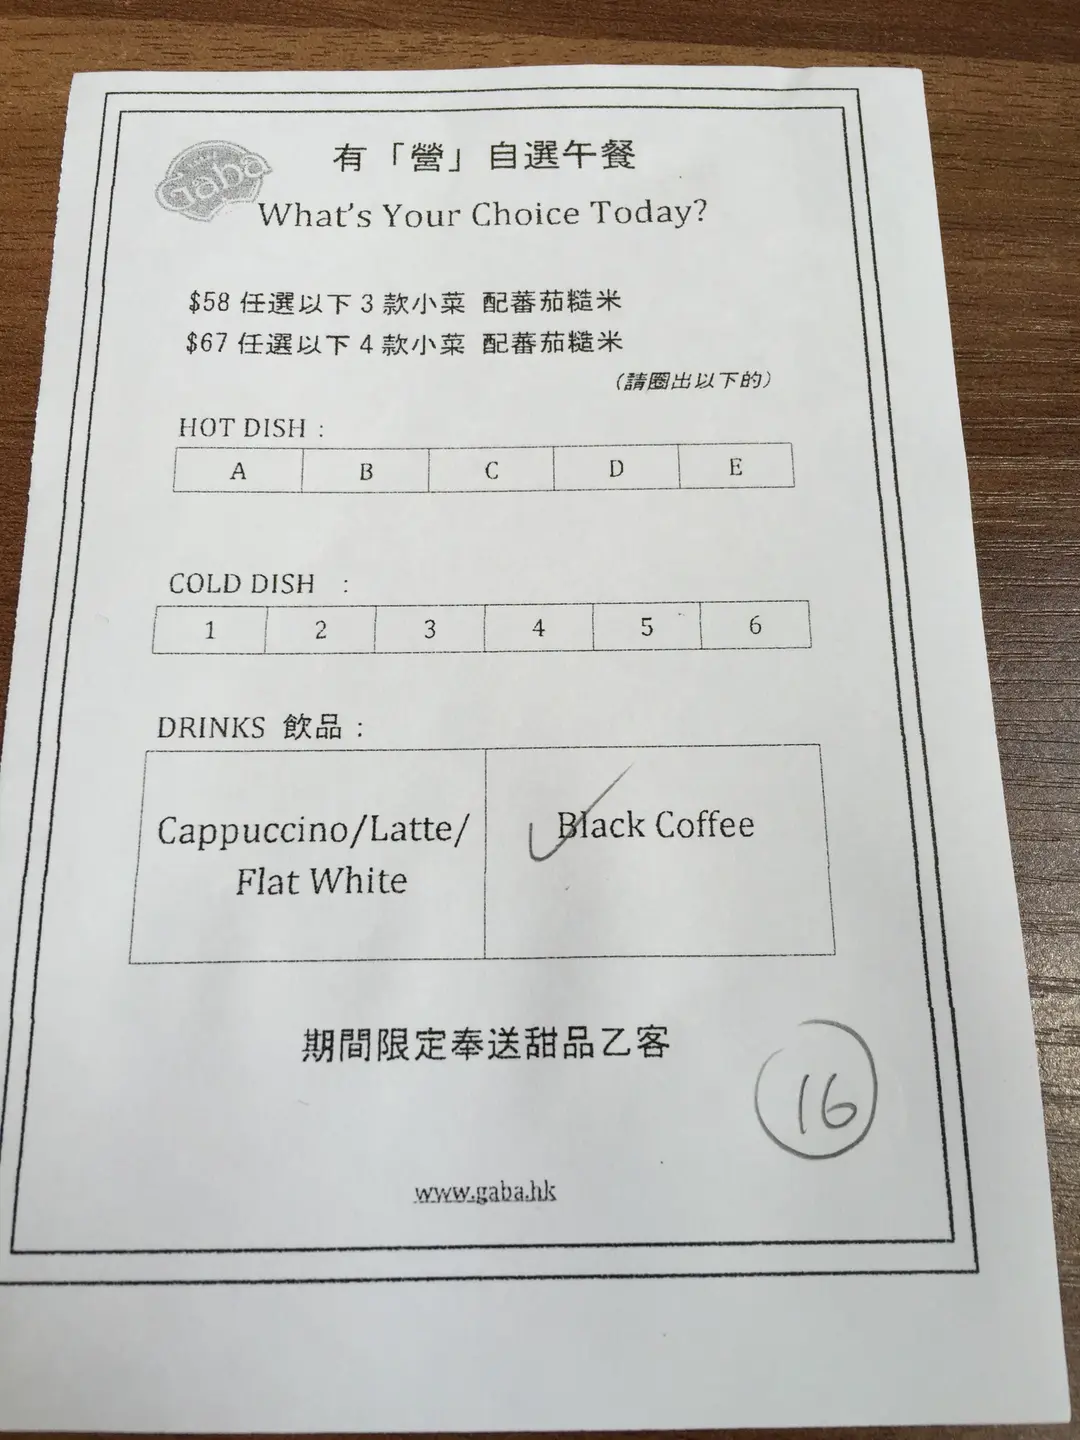 Gaba
有「營」自選午餐
What's Your Choice Today?
$58 任選以下 3 款小菜 配蕃茄糙米
$67 任選以下 4 款小菜 配蕃茄糙米
(請圈出以下的)
HOT DISH :
A B C D E
COLD DISH :
1 2 3 4 5 6
DRINKS 飲品 :
Cappuccino/Latte/
Flat White
Black Coffee
期間限定奉送甜品乙客
16
www.gaba.hk